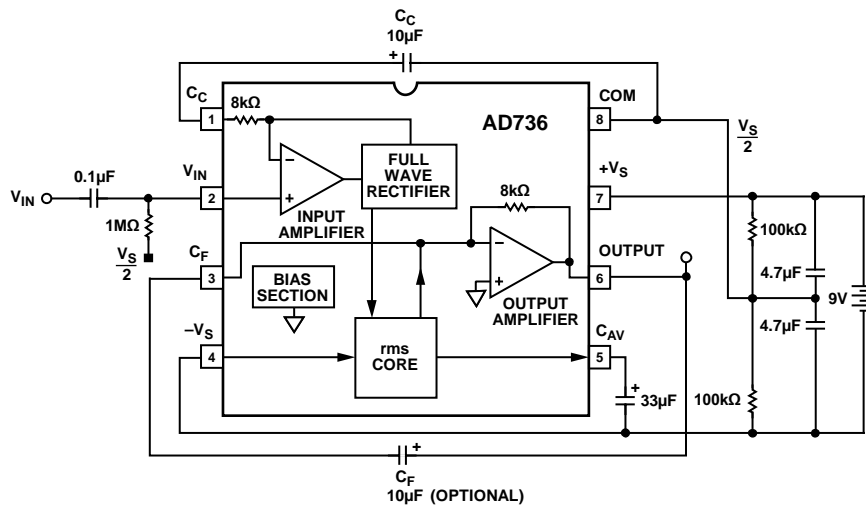 C_C
10µF
+
C_C
8kΩ
AD736
COM
1
8
V_S
2
0.1µF
V_IN
V_IN
2
−
+
INPUT
AMPLIFIER
FULL
WAVE
RECTIFIER
8kΩ
+V_S
7
1MΩ
V_S
2
100kΩ
C_F
3
BIAS
SECTION
−
+
OUTPUT
AMPLIFIER
OUTPUT
6
4.7µF
9V
4.7µF
−V_S
4
rms
CORE
C_AV
5
+
33µF
100kΩ
+
C_F
10µF (OPTIONAL)